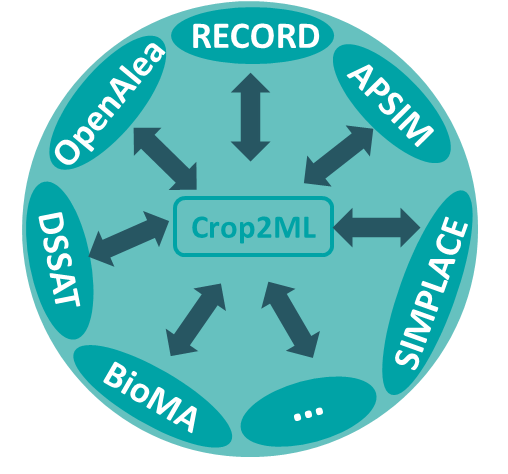 RECORD
OpenAlea
APSIM
Crop2ML
DSSAT
SIMPLACE
BioMA
...